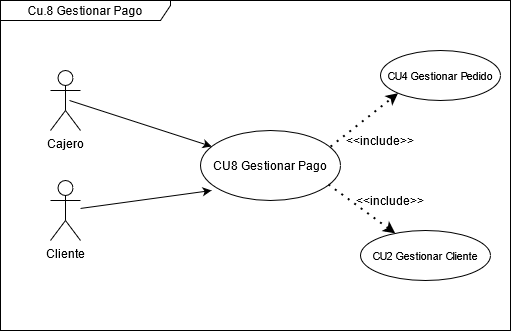 Cu.8 Gestionar Pago
CU4 Gestionar Pedido
Cajero
<<include>>
CU8 Gestionar Pago
<<include>>
Cliente
CU2 Gestionar Cliente